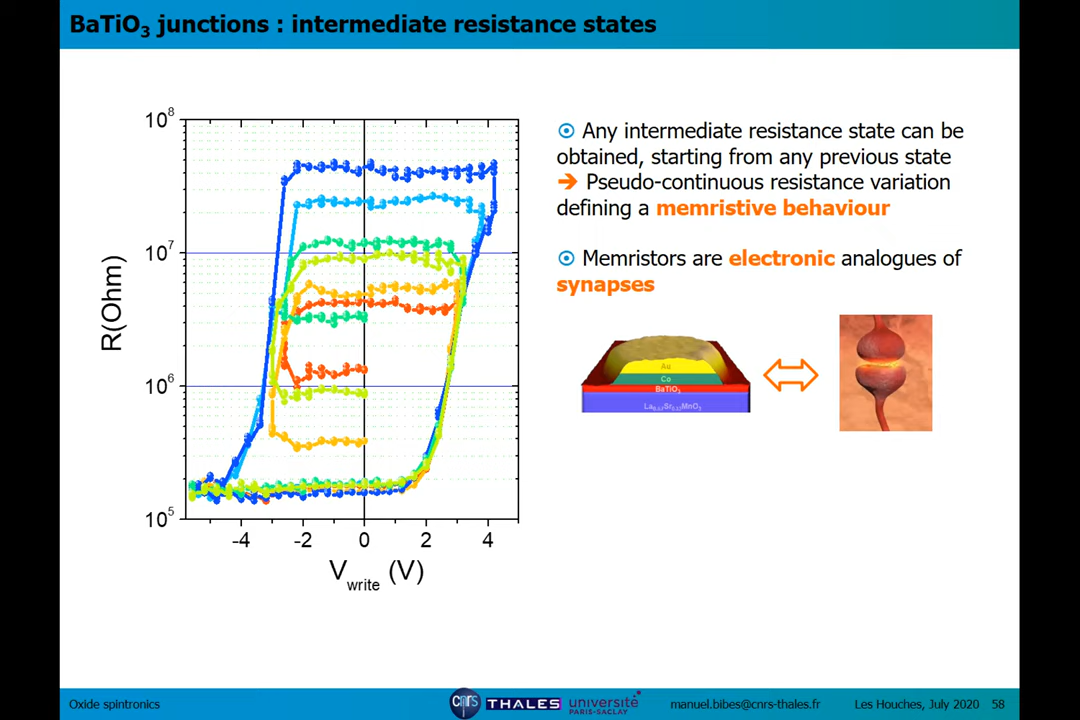 BaTiO3 junctions : intermediate resistance states
10^8
10^7
10^6
10^5
R(Ohm)
-4 -2 0 2 4
Vwrite (V)
Any intermediate resistance state can be
obtained, starting from any previous state
➔ Pseudo-continuous resistance variation
defining a memristive behaviour
Memristors are electronic analogues of
synapses
Au
Co
BaTiO3
Oxide spintronics
cnrs
THALES
université
PARIS-SACLAY
manuel.bibes@cnrs-thales.fr
Les Houches, July 2020
58